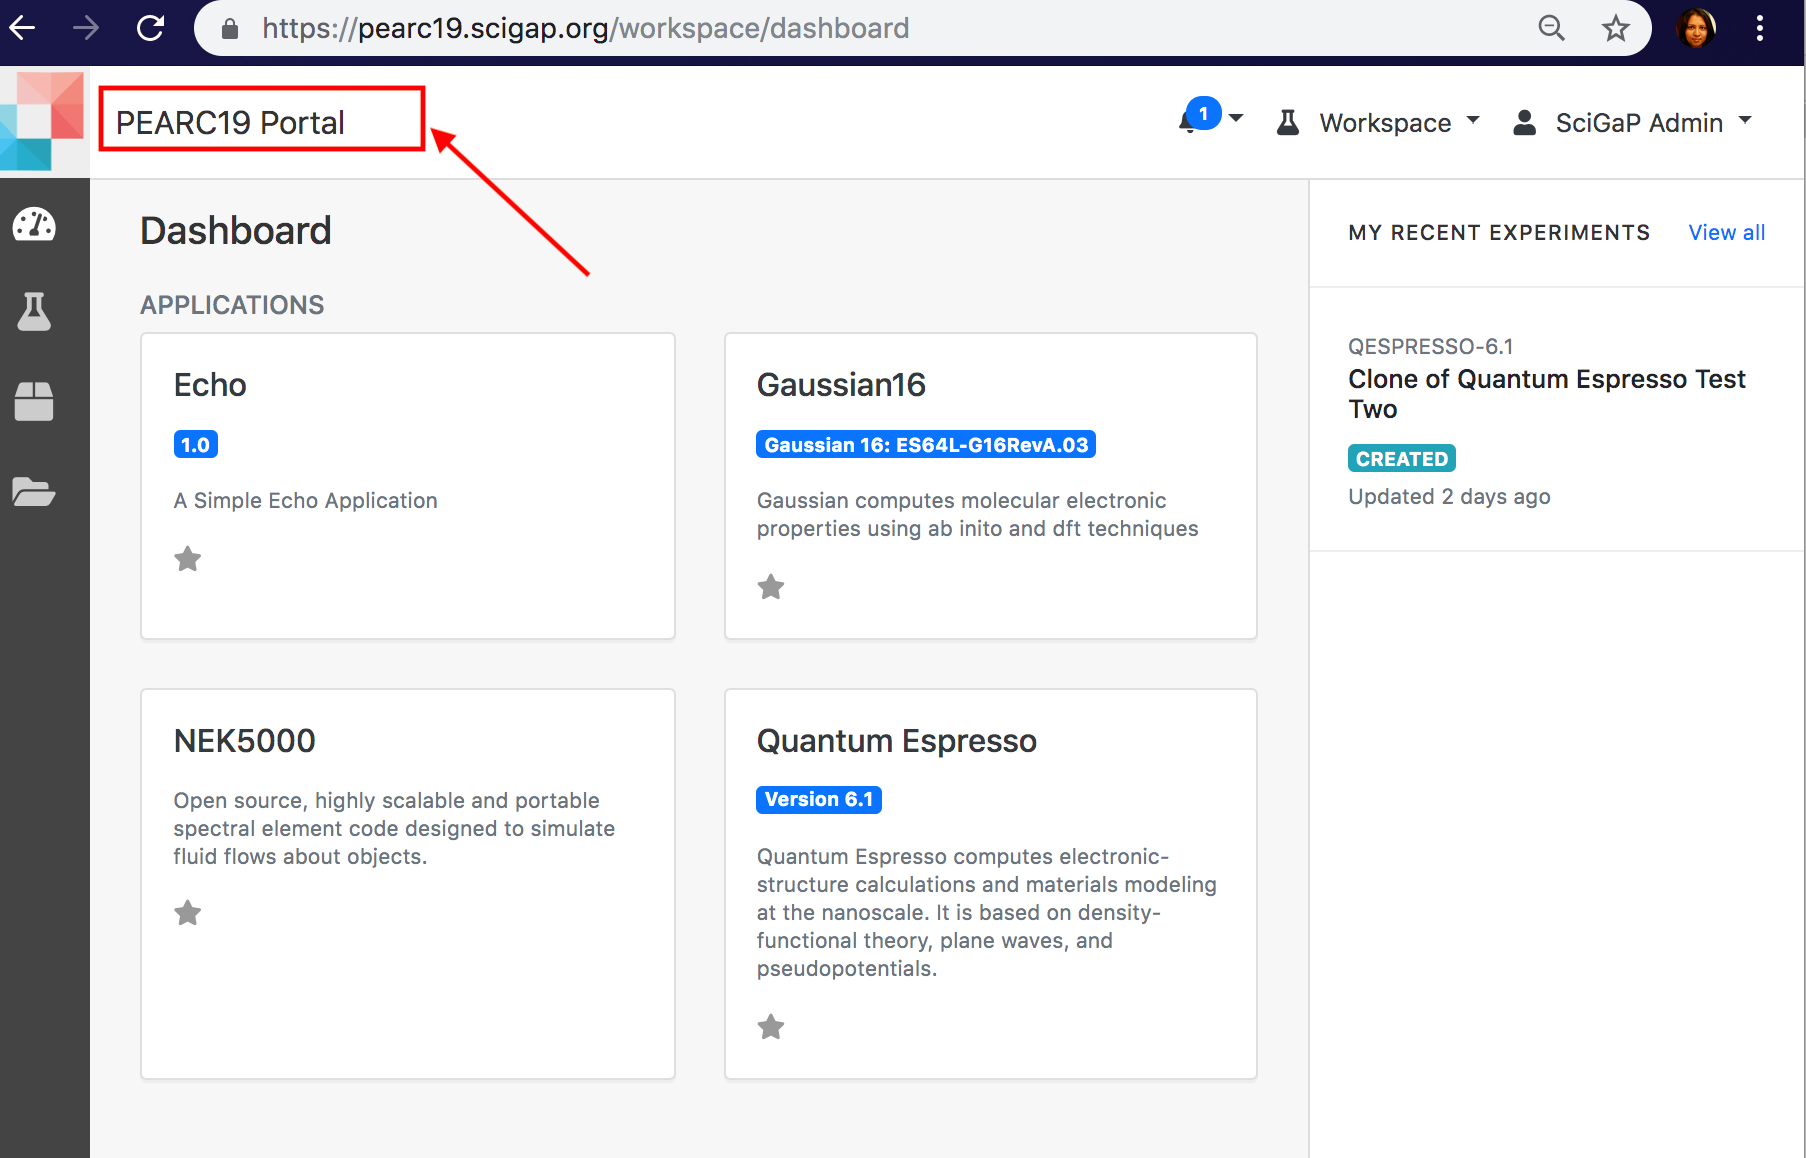 https://pearc19.scigap.org/workspace/dashboard
PEARC19 Portal
1
Workspace
SciGaP Admin
Dashboard
APPLICATIONS
Echo
1.0
A Simple Echo Application
Gaussian16
Gaussian 16: ES64L-G16RevA.03
Gaussian computes molecular electronic
properties using ab inito and dft techniques
NEK5000
Open source, highly scalable and portable
spectral element code designed to simulate
fluid flows about objects.
Quantum Espresso
Version 6.1
Quantum Espresso computes electronic-
structure calculations and materials modeling
at the nanoscale. It is based on density-
functional theory, plane waves, and
pseudopotentials.
MY RECENT EXPERIMENTS
View all
QESPRESSO-6.1
Clone of Quantum Espresso Test
Two
CREATED
Updated 2 days ago